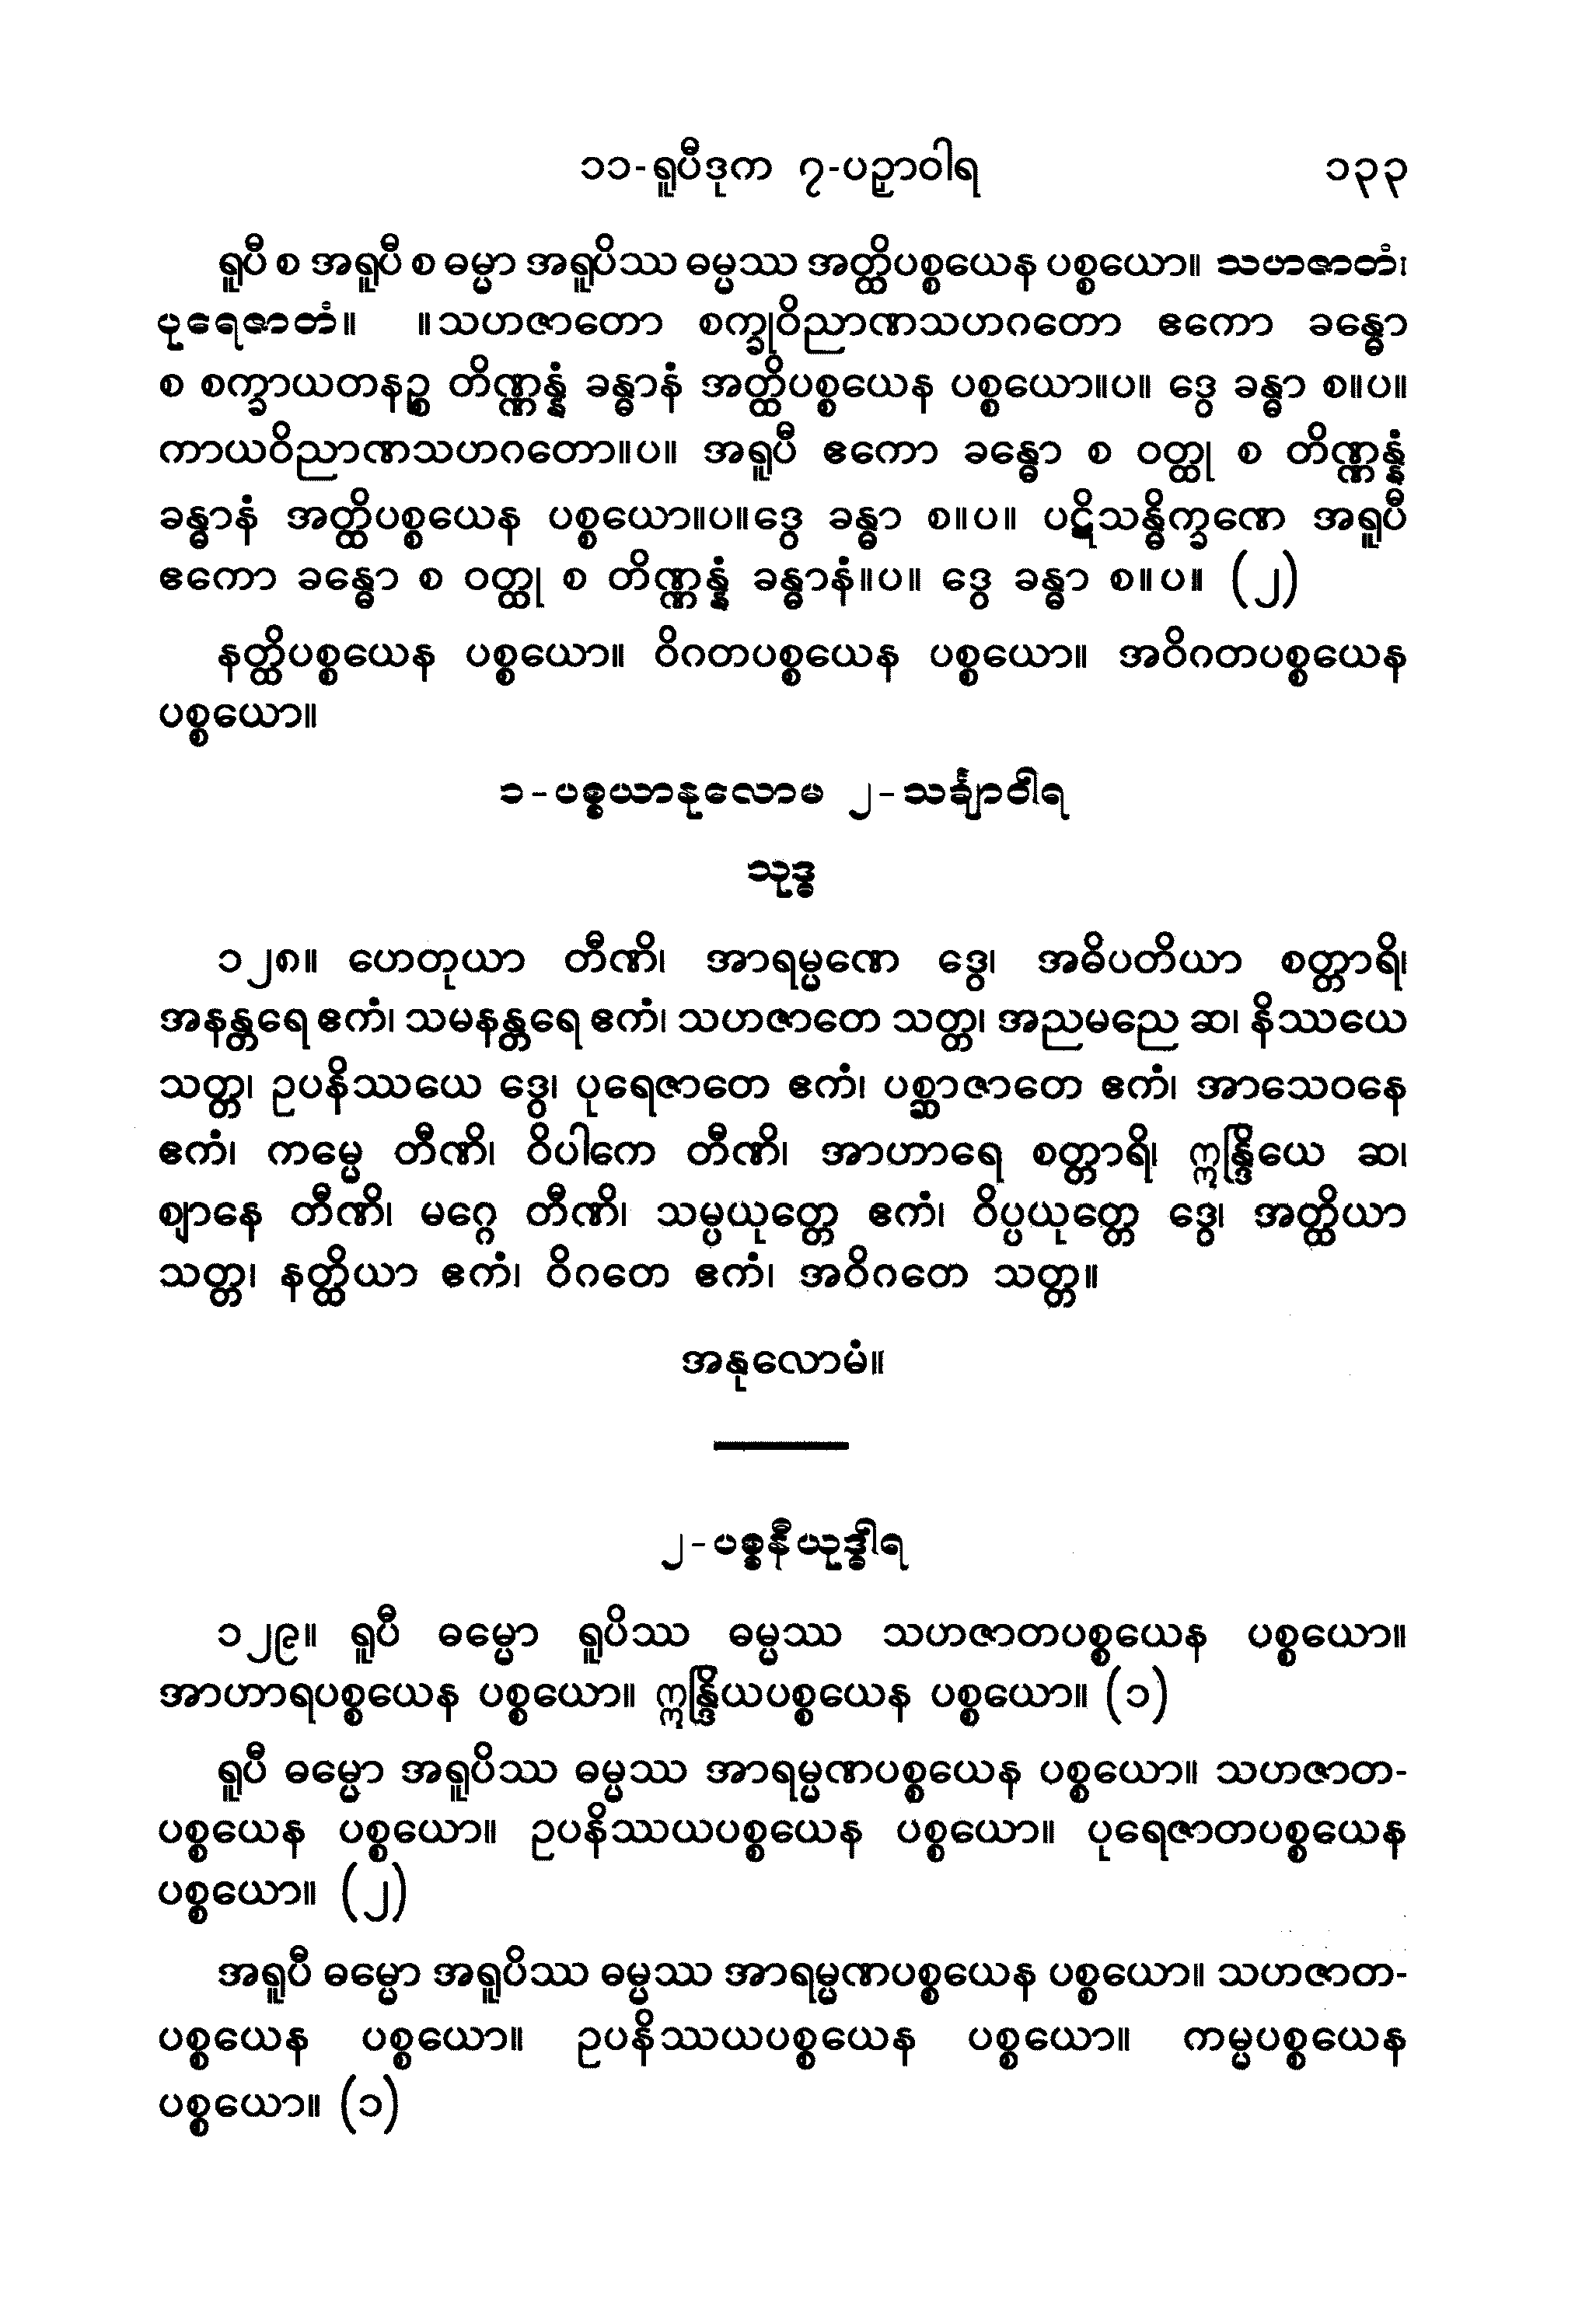 ၁၁-ရူပီဒုက ၇-ပဉှာဝါရ ၁၃၃
ရူပီ စ အရူပီ စ ဓမ္မာ အရူပိဿ ဓမ္မဿ အတ္ထိပစ္စယေန ပစ္စယော။ သဟဇာတံ၊
ပုရေဇာတံ။ ။သဟဇာတော စက္ခုဝိညာဏသဟဂတော ဧကော ခန္ဓော
စ စက္ခာယတနဉ္စ တိဏ္ဏန္နံ ခန္ဓာနံ အတ္ထိပစ္စယေန ပစ္စယော။ပ။ ဒွေ ခန္ဓာ စ။ပ။
ကာယဝိညာဏသဟဂတော။ပ။ အရူပီ ဧကော ခန္ဓော စ ဝတ္ထု စ တိဏ္ဏန္နံ
ခန္ဓာနံ အတ္ထိပစ္စယေန ပစ္စယော။ပ။ဒွေ ခန္ဓာ စ။ပ။ ပဋိသန္ဓိက္ခဏေ အရူပီ
ဧကော ခန္ဓော စ ဝတ္ထု စ တိဏ္ဏန္နံ ခန္ဓာနံ။ပ။ ဒွေ ခန္ဓာ စ။ပ။ (၂)
နတ္ထိပစ္စယေန ပစ္စယော။ ဝိဂတပစ္စယေန ပစ္စယော။ အဝိဂတပစ္စယေန
ပစ္စယော။
၁-ပစ္စယာနုလောမ ၂-သင်္ချာဝါရ
သုဒ္ဓ
၁၂၈။ ဟေတုယာ တီဏိ၊ အာရမ္မဏေ ဒွေ၊ အဓိပတိယာ စတ္တာရိ၊
အနန္တရေ ဧကံ၊ သမနန္တရေ ဧကံ၊ သဟဇာတေ သတ္တ၊ အညမညေ ဆ၊ နိဿယေ
သတ္တ၊ ဥပနိဿယေ ဒွေ၊ ပုရေဇာတေ ဧကံ၊ ပစ္ဆာဇာတေ ဧကံ၊ အာသေဝနေ
ဧကံ၊ ကမ္မေ တီဏိ၊ ဝိပါကေ တီဏိ၊ အာဟာရေ စတ္တာရိ၊ ဣန္ဒြိယေ ဆ၊
ဈာနေ တီဏိ၊ မဂ္ဂေ တီဏိ၊ သမ္ပယုတ္တေ ဧကံ၊ ဝိပ္ပယုတ္တေ ဒွေ၊ အတ္ထိယာ
သတ္တ၊ နတ္ထိယာ ဧကံ၊ ဝိဂတေ ဧကံ၊ အဝိဂတေ သတ္တ။
အနုလောမံ။
၂-ပစ္စနီယုဒ္ဓါရ
၁၂၉။ ရူပီ ဓမ္မော ရူပိဿ ဓမ္မဿ သဟဇာတပစ္စယေန ပစ္စယော။
အာဟာရပစ္စယေန ပစ္စယော။ ဣန္ဒြိယပစ္စယေန ပစ္စယော။ (၁)
ရူပီ ဓမ္မော အရူပိဿ ဓမ္မဿ အာရမ္မဏပစ္စယေန ပစ္စယော။ သဟဇာတ-
ပစ္စယေန ပစ္စယော။ ဥပနိဿယပစ္စယေန ပစ္စယော။ ပုရေဇာတပစ္စယေန
ပစ္စယော။ (၂)
အရူပီ ဓမ္မော အရူပိဿ ဓမ္မဿ အာရမ္မဏပစ္စယေန ပစ္စယော။ သဟဇာတ-
ပစ္စယေန ပစ္စယော။ ဥပနိဿယပစ္စယေန ပစ္စယော။ ကမ္မပစ္စယေန
ပစ္စယော။ (၁)